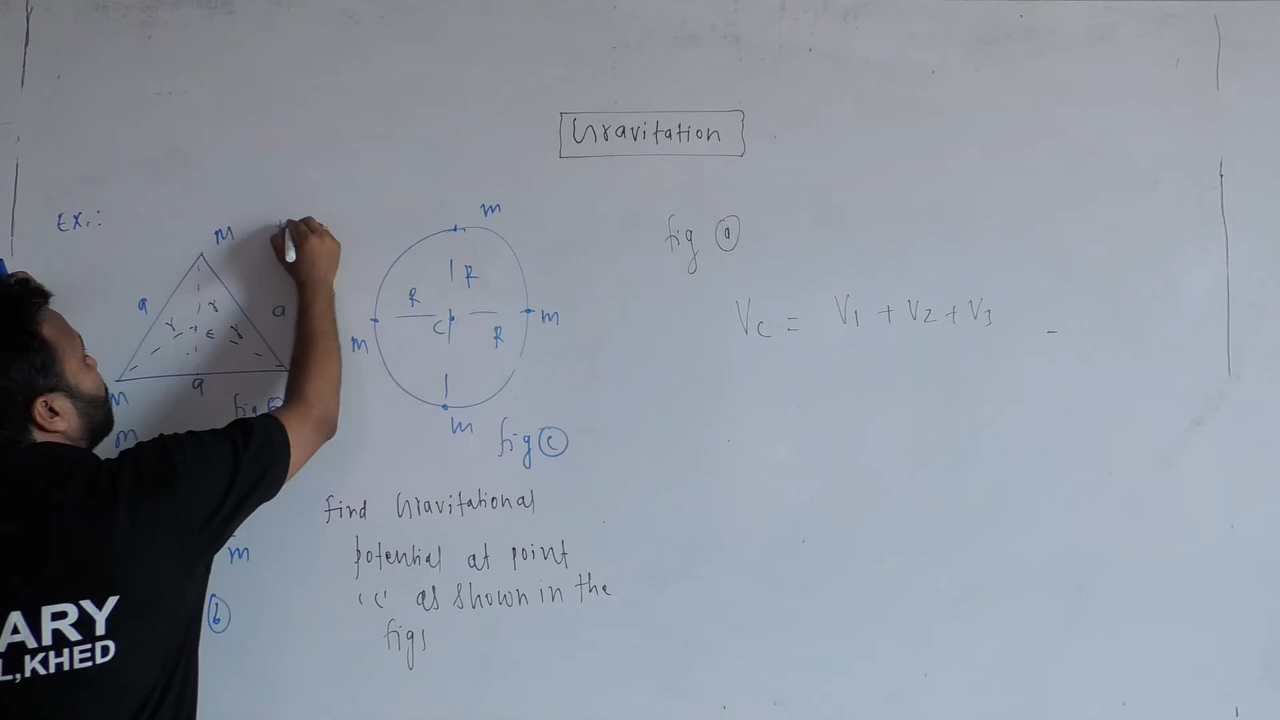 Gravitation
Ex.:
M
a
a
r
r
r
c
a
M
fig
m
m
R
R
C
R
m
m
m
fig (c)
fig (a)
Vc = V1 + V2 + V3
m
m
(b)
find Gravitational
potential at point
'c' as shown in the
figs
ARY
L,KHED